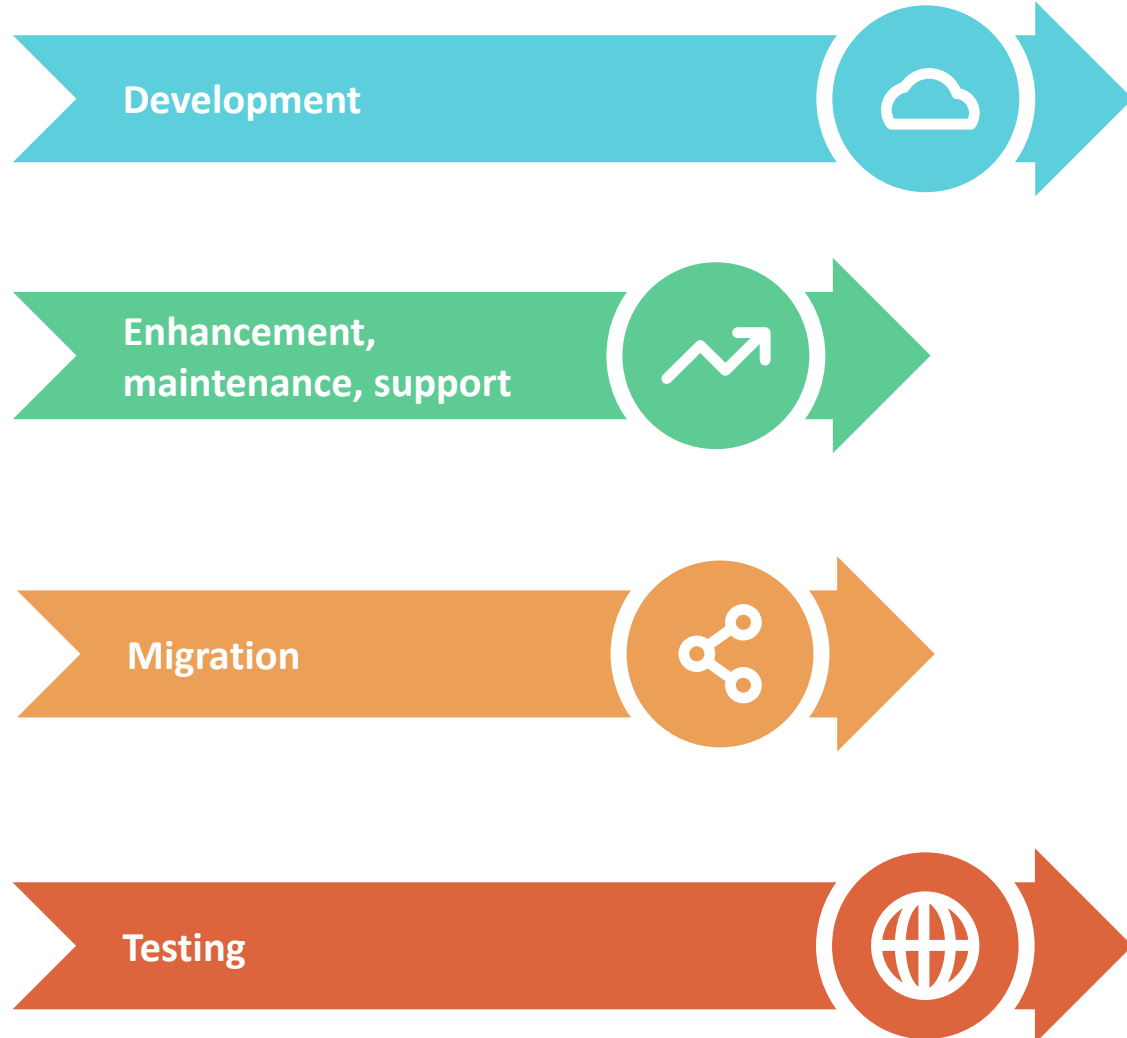 Development
Enhancement,
maintenance, support
Migration
Testing